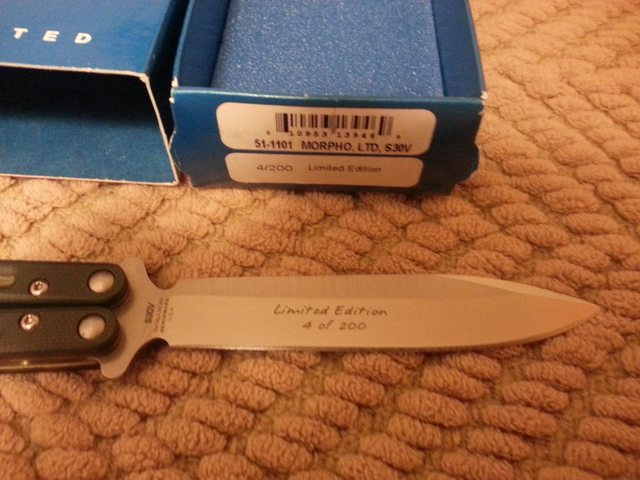 TED
51-1101 MORPHO, LTD, S30V
4/200 Limited Edition
Limited Edition
4 of 200
S30V